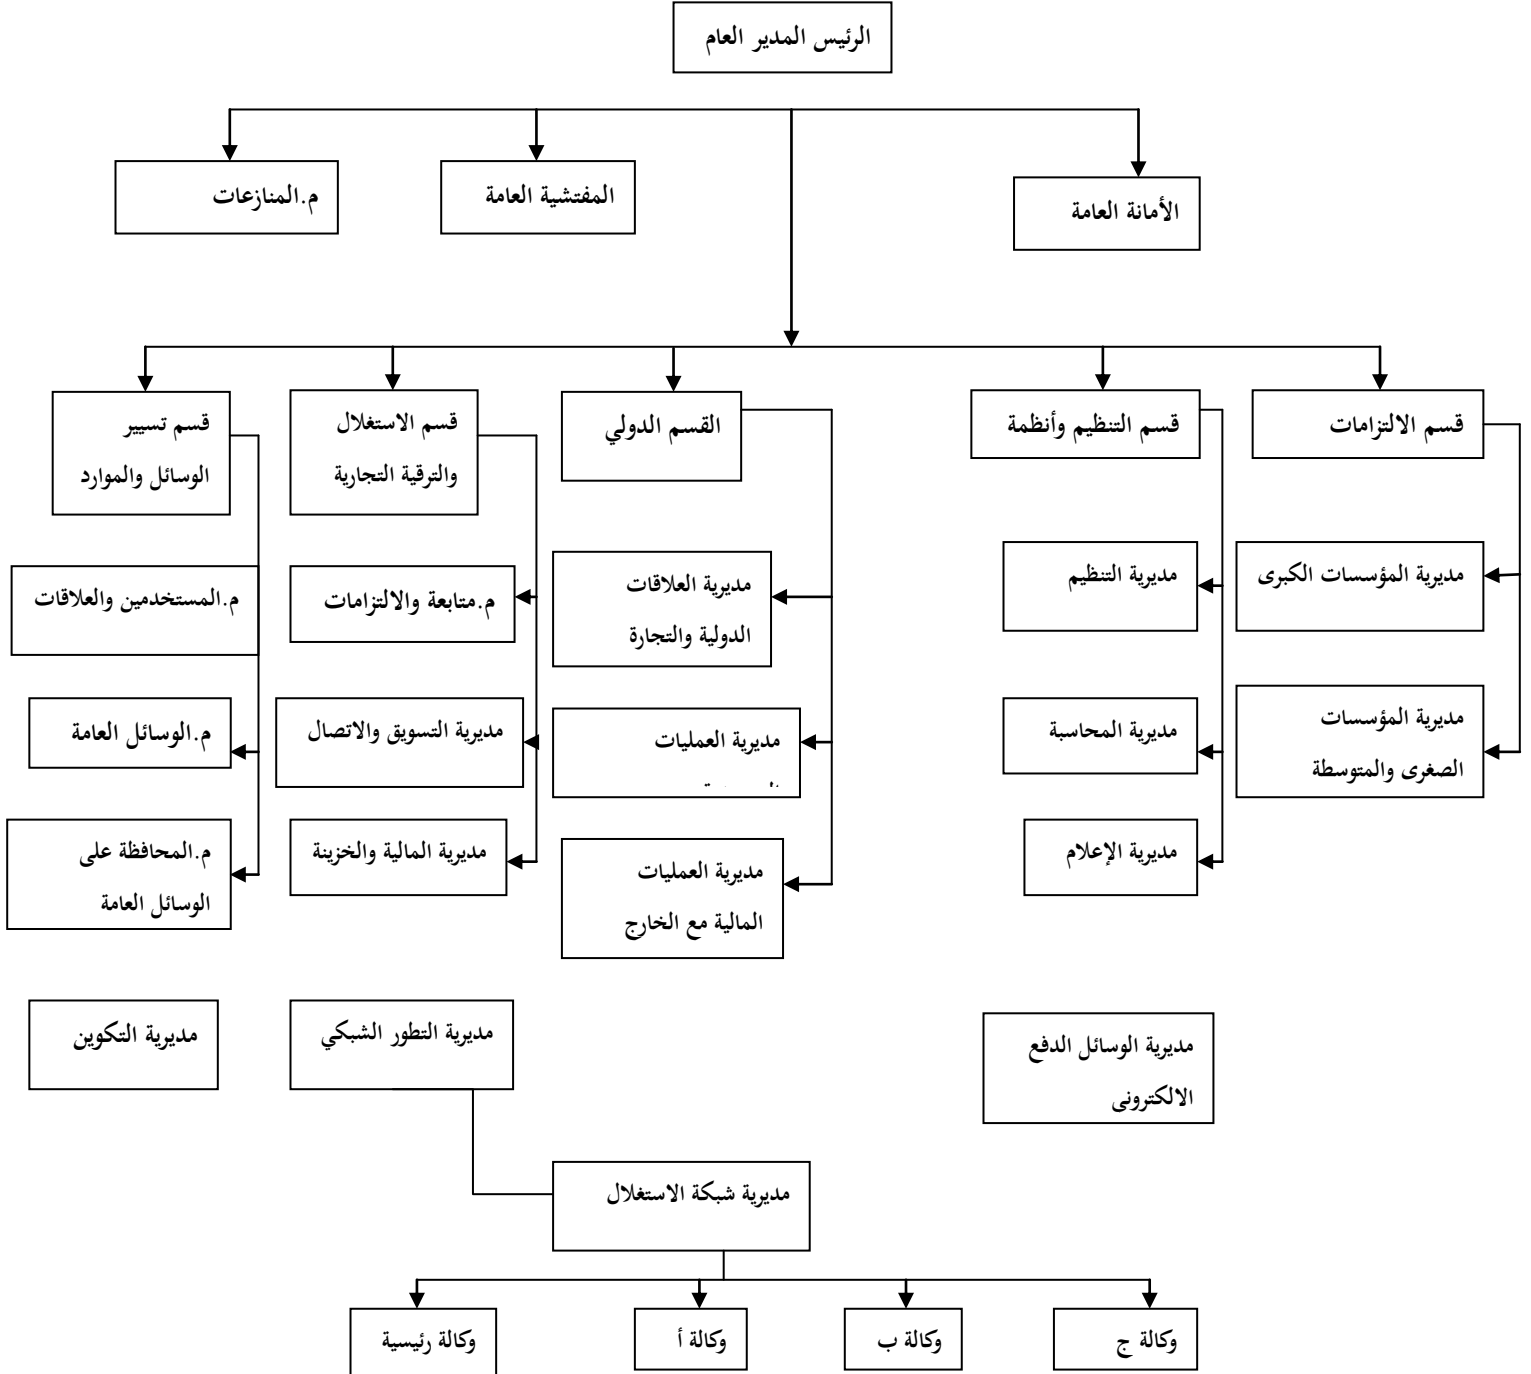 الرئيس المدير العام
الأمانة العامة
المفتشية العامة
م.المنازعات
قسم الالتزامات
قسم التنظيم وأنظمة
القسم الدولي
قسم الاستغلال
والترقية التجارية
قسم تسيير
الوسائل والموارد
مديرية المؤسسات الكبرى
مديرية التنظيم
مديرية العلاقات
الدولية والتجارة
م.متابعة والالتزامات
م.المستخدمين والعلاقات
مديرية المؤسسات
الصغرى والمتوسطة
مديرية المحاسبة
مديرية العمليات
مديرية التسويق والاتصال
م.الوسائل العامة
مديرية الإعلام
مديرية العمليات
المالية مع الخارج
مديرية المالية والخزينة
م.المحافظة على
الوسائل العامة
مديرية الوسائل الدفع
الالكترونى
مديرية التطور الشبكي
مديرية التكوين
مديرية شبكة الاستغلال
وكالة ج
وكالة ب
وكالة أ
وكالة رئيسية